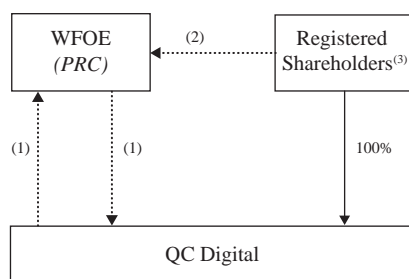 WFOE
(PRC)
(2)
Registered
Shareholders(3)
(1)
(1)
100%
QC Digital